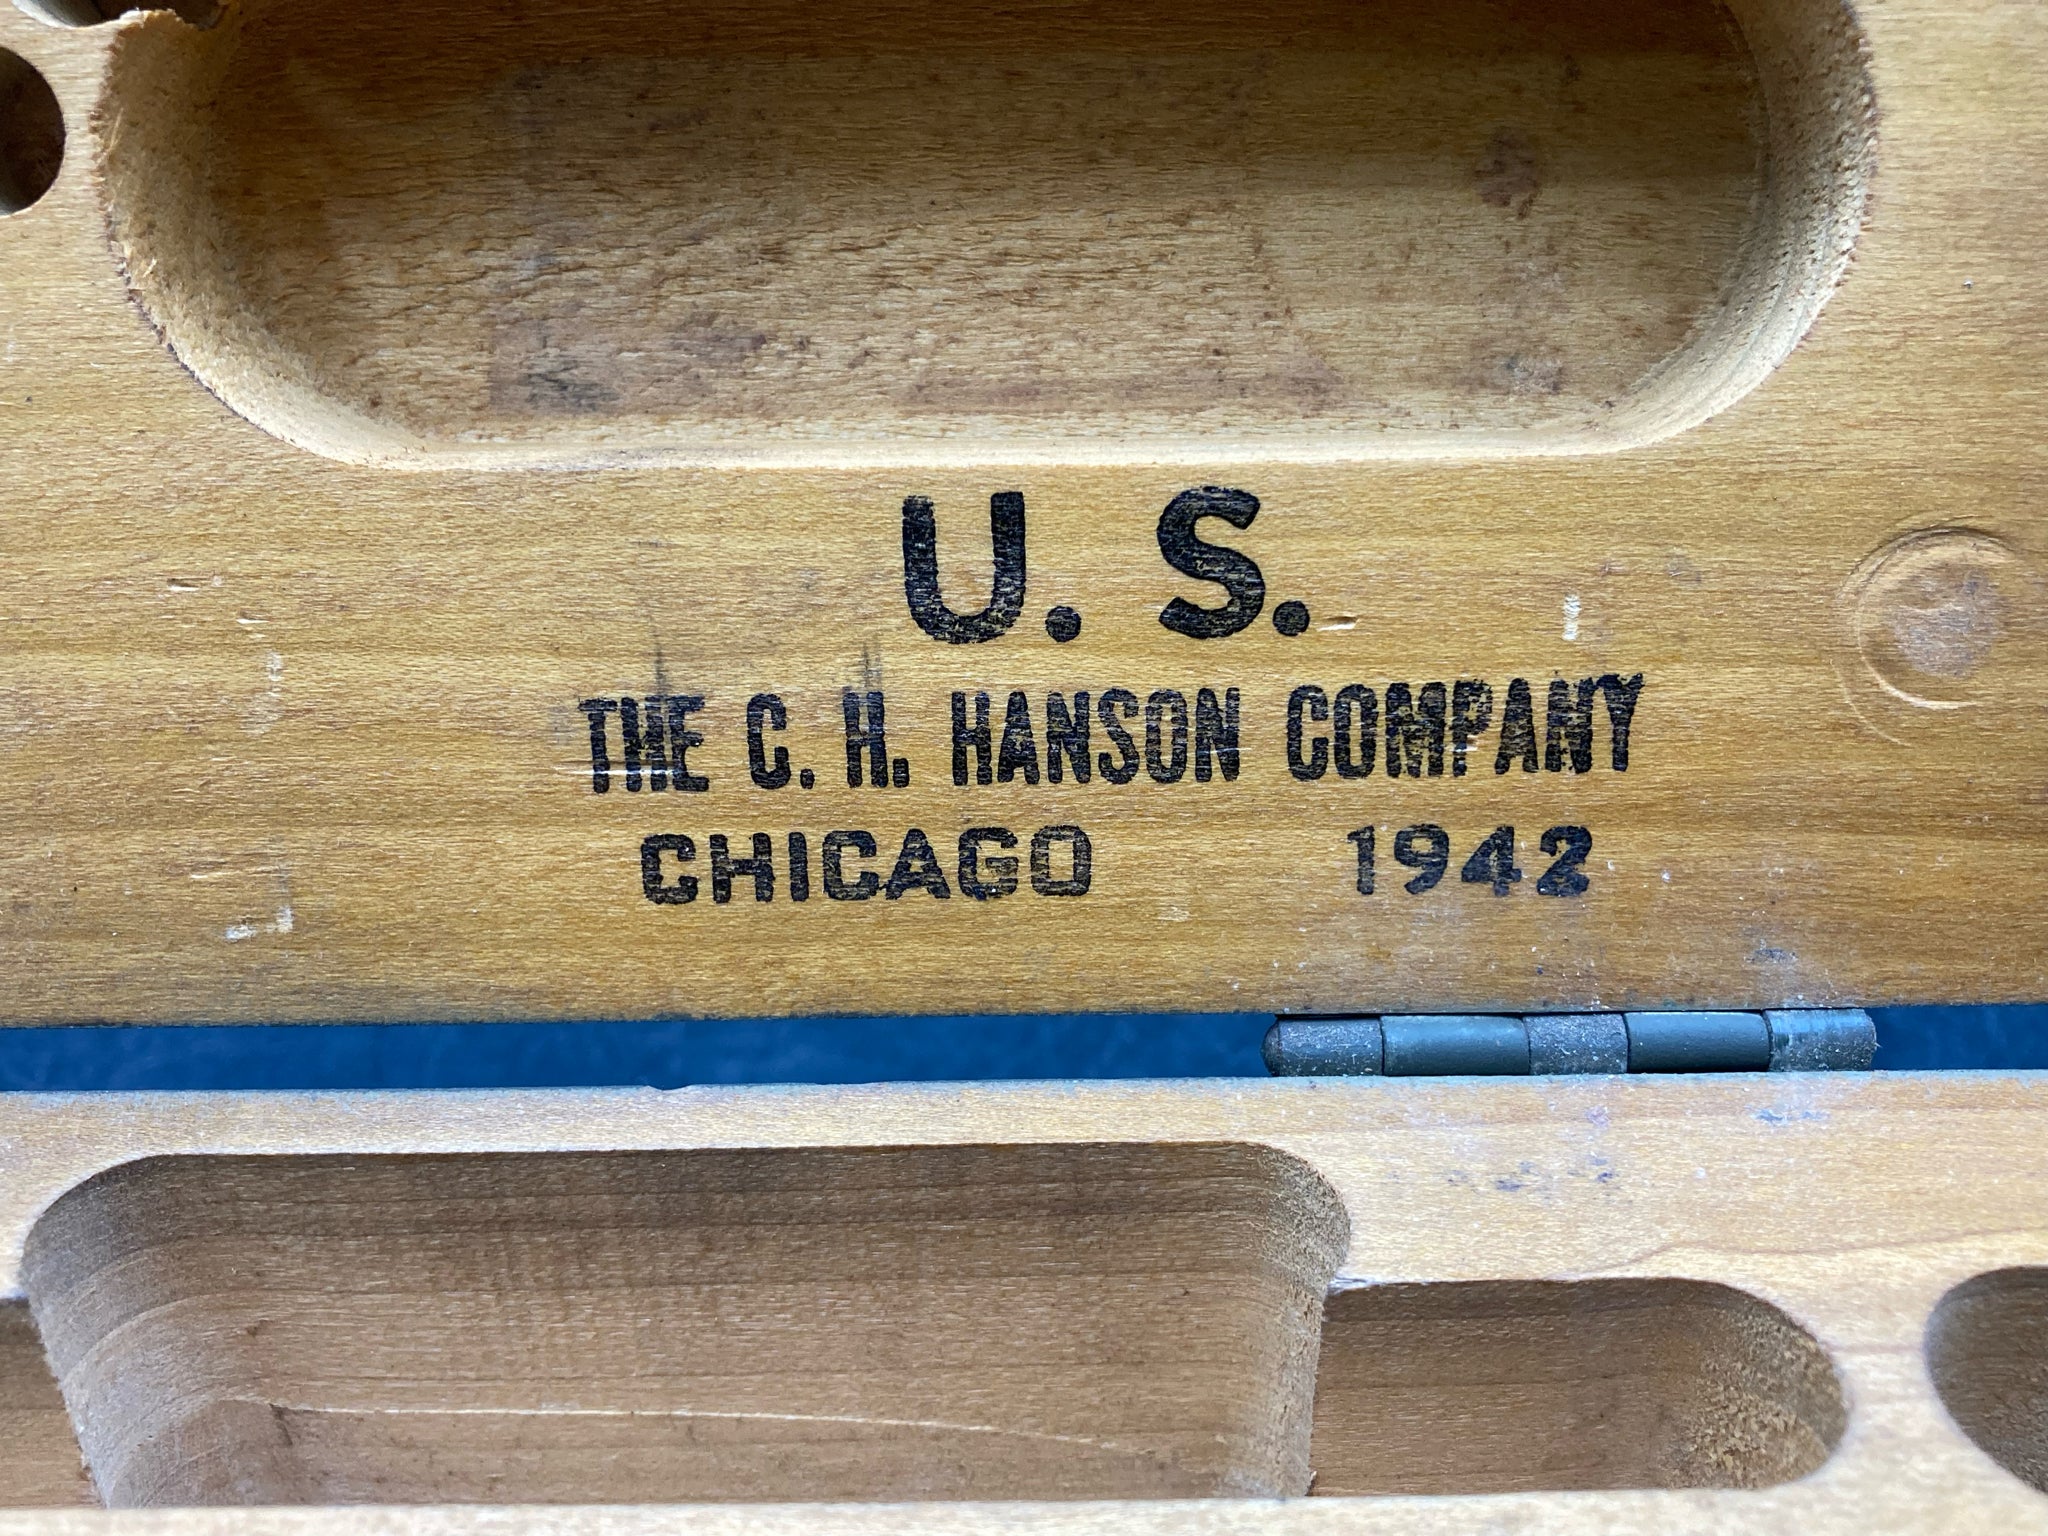 U. S.
THE C. H. HANSON COMPANY
CHICAGO 1942